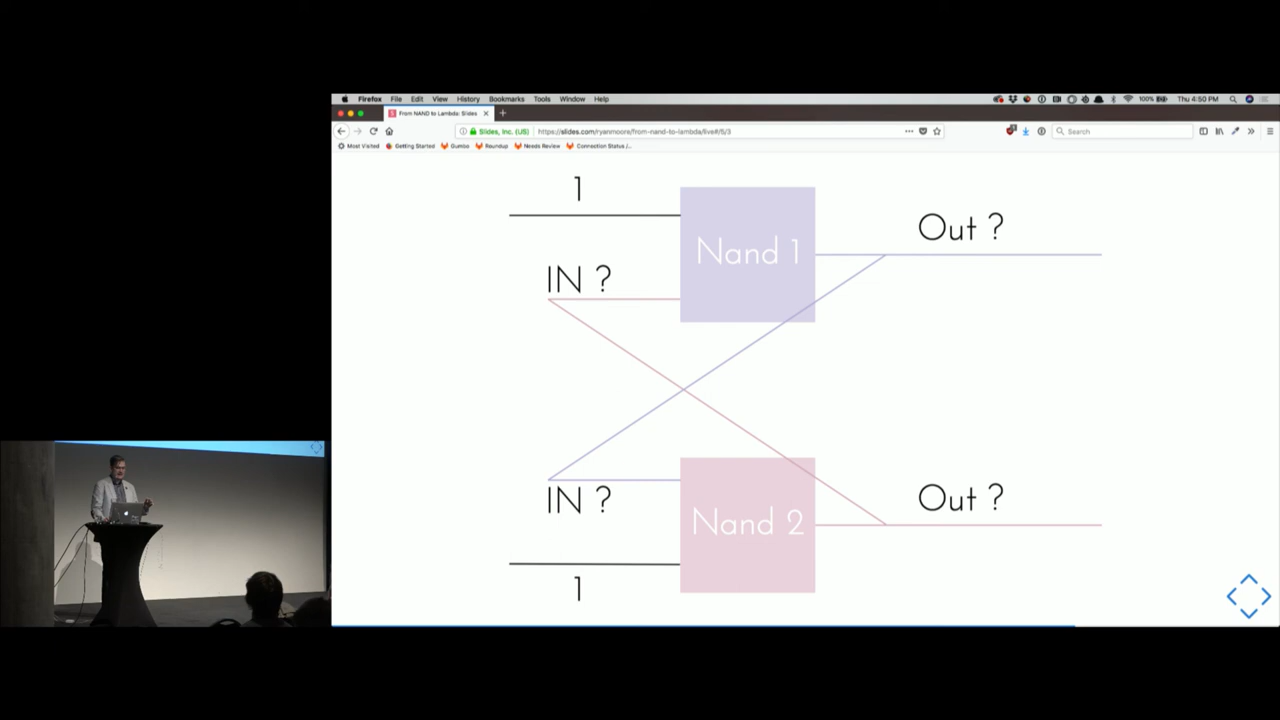 Firefox File Edit View History Bookmarks Tools Window Help 100% Thu 4:50 PM
From NAND to Lambda: Slides
Slides, Inc. (US) https://slides.com/ryanmoore/from-nand-to-lambda/live#/5/3 Search
Most Visited Getting Started Gumbo Roundup Needs Review Connection Status /...
1
Nand 1
Out ?
IN ?
IN ?
Nand 2
Out ?
1